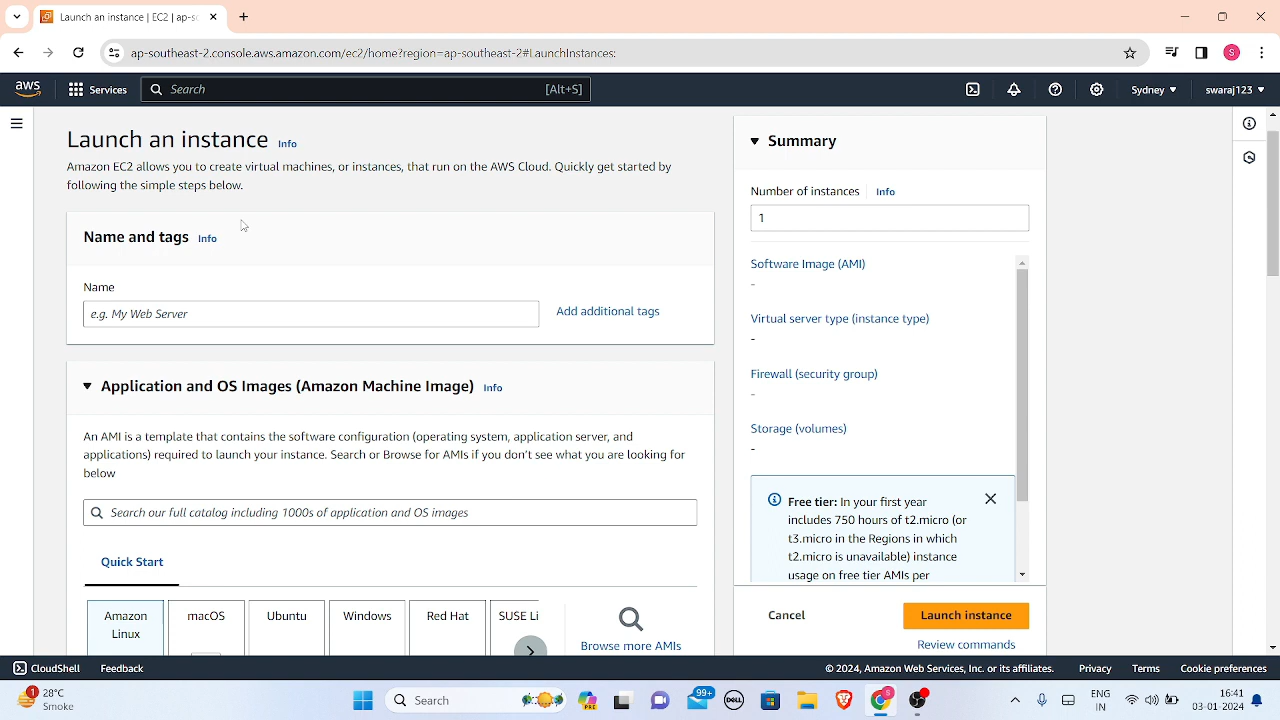 Launch an instance | EC2 | ap-sc
ap-southeast-2.console.aws.amazon.com/ec2/home?region=ap-southeast-2#LaunchInstances:
S
aws
Services
Search
[Alt+S]
Sydney
swaraj123
Launch an instance
Info
Amazon EC2 allows you to create virtual machines, or instances, that run on the AWS Cloud. Quickly get started by
following the simple steps below.
Name and tags
Info
Name
e.g. My Web Server
Add additional tags
Application and OS Images (Amazon Machine Image)
Info
An AMI is a template that contains the software configuration (operating system, application server, and
applications) required to launch your instance. Search or Browse for AMIs if you don't see what you are looking for
below
Search our full catalog including 1000s of application and OS images
Quick Start
Amazon
Linux
macOS
Ubuntu
Windows
Red Hat
SUSE Li
Browse more AMIs
Summary
Number of instances
Info
1
Software Image (AMI)
-
Virtual server type (instance type)
-
Firewall (security group)
-
Storage (volumes)
-
Free tier: In your first year
includes 750 hours of t2.micro (or
t3.micro in the Regions in which
t2.micro is unavailable) instance
usage on free tier AMIs per
Cancel
Launch instance
Review commands
CloudShell
Feedback
© 2024, Amazon Web Services, Inc. or its affiliates.
Privacy
Terms
Cookie preferences
1
28°C
Smoke
Search
PRE
99+
DELL
S
ENG
IN
16:41
03-01-2024